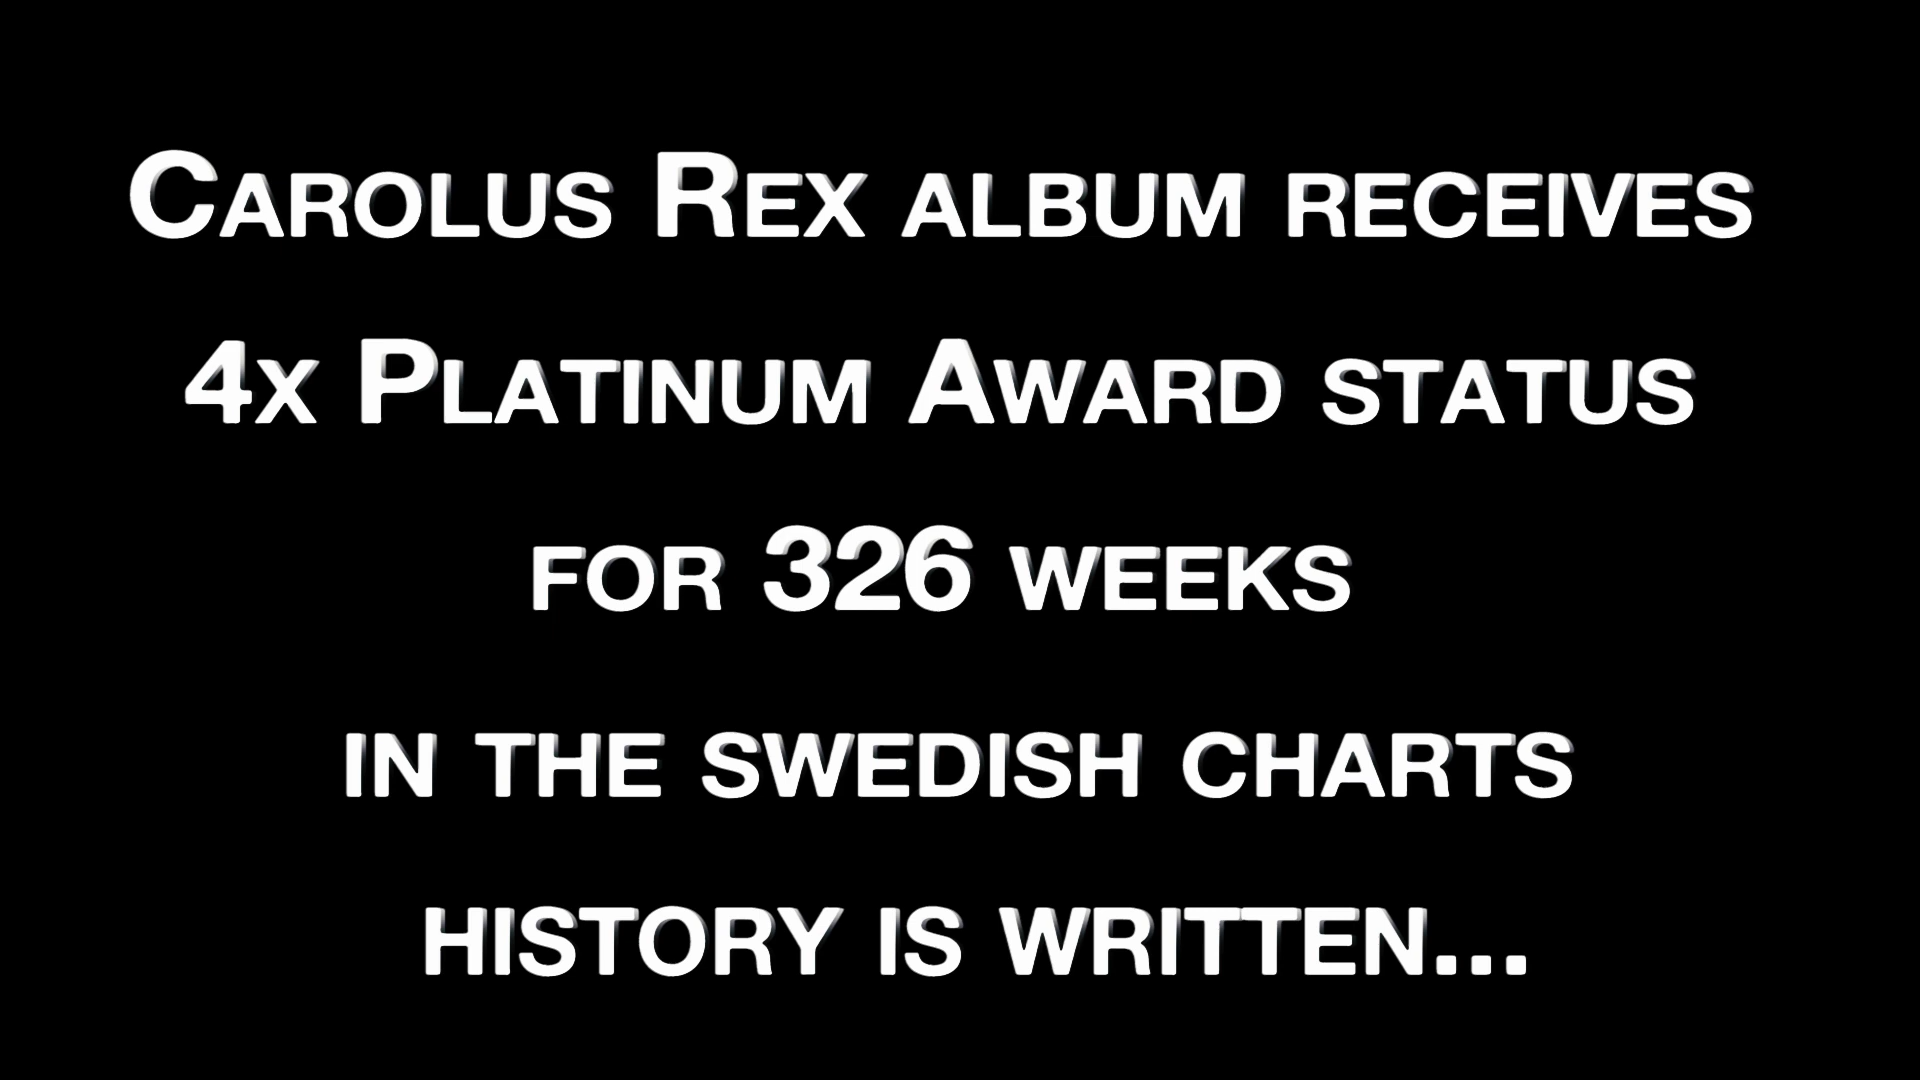 Carolus Rex album receives
4x Platinum Award status
for 326 weeks
in the swedish charts
history is written...